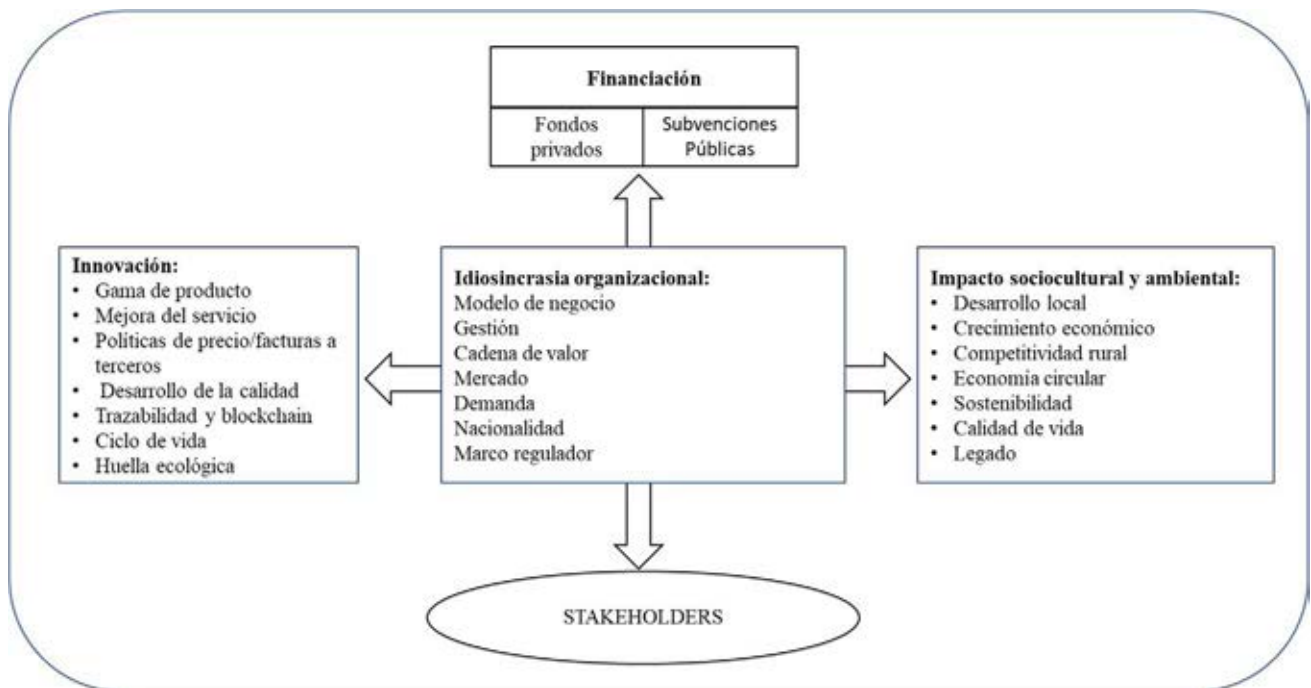 Financiación
Fondos
privados
Subvenciones
Públicas
Innovación:
• Gama de producto
• Mejora del servicio
• Políticas de precio/facturas a
terceros
• Desarrollo de la calidad
• Trazabilidad y blockchain
• Ciclo de vida
• Huella ecológica
Idiosincrasia organizacional:
Modelo de negocio
Gestión
Cadena de valor
Mercado
Demanda
Nacionalidad
Marco regulador
Impacto sociocultural y ambiental:
• Desarrollo local
• Crecimiento económico
• Competitividad rural
• Economía circular
• Sostenibilidad
• Calidad de vida
• Legado
STAKEHOLDERS